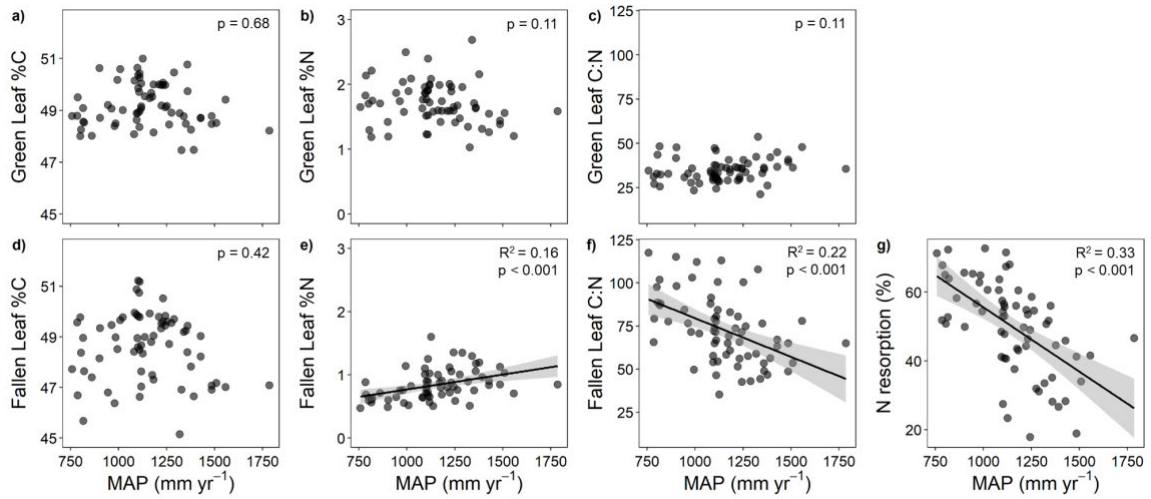 a)
p = 0.68
Green Leaf %C
51
49
47
45
b)
p = 0.11
Green Leaf %N
3
2
1
0
c)
p = 0.11
Green Leaf C:N
125
100
75
50
25
d)
p = 0.42
Fallen Leaf %C
51
49
47
45
750 1000 1250 1500 1750
MAP (mm yr⁻¹)
e)
R² = 0.16
p < 0.001
Fallen Leaf %N
3
2
1
0
750 1000 1250 1500 1750
MAP (mm yr⁻¹)
f)
R² = 0.22
p < 0.001
Fallen Leaf C:N
125
100
75
50
25
750 1000 1250 1500 1750
MAP (mm yr⁻¹)
g)
R² = 0.33
p < 0.001
N resorption (%)
60
40
20
750 1000 1250 1500 1750
MAP (mm yr⁻¹)